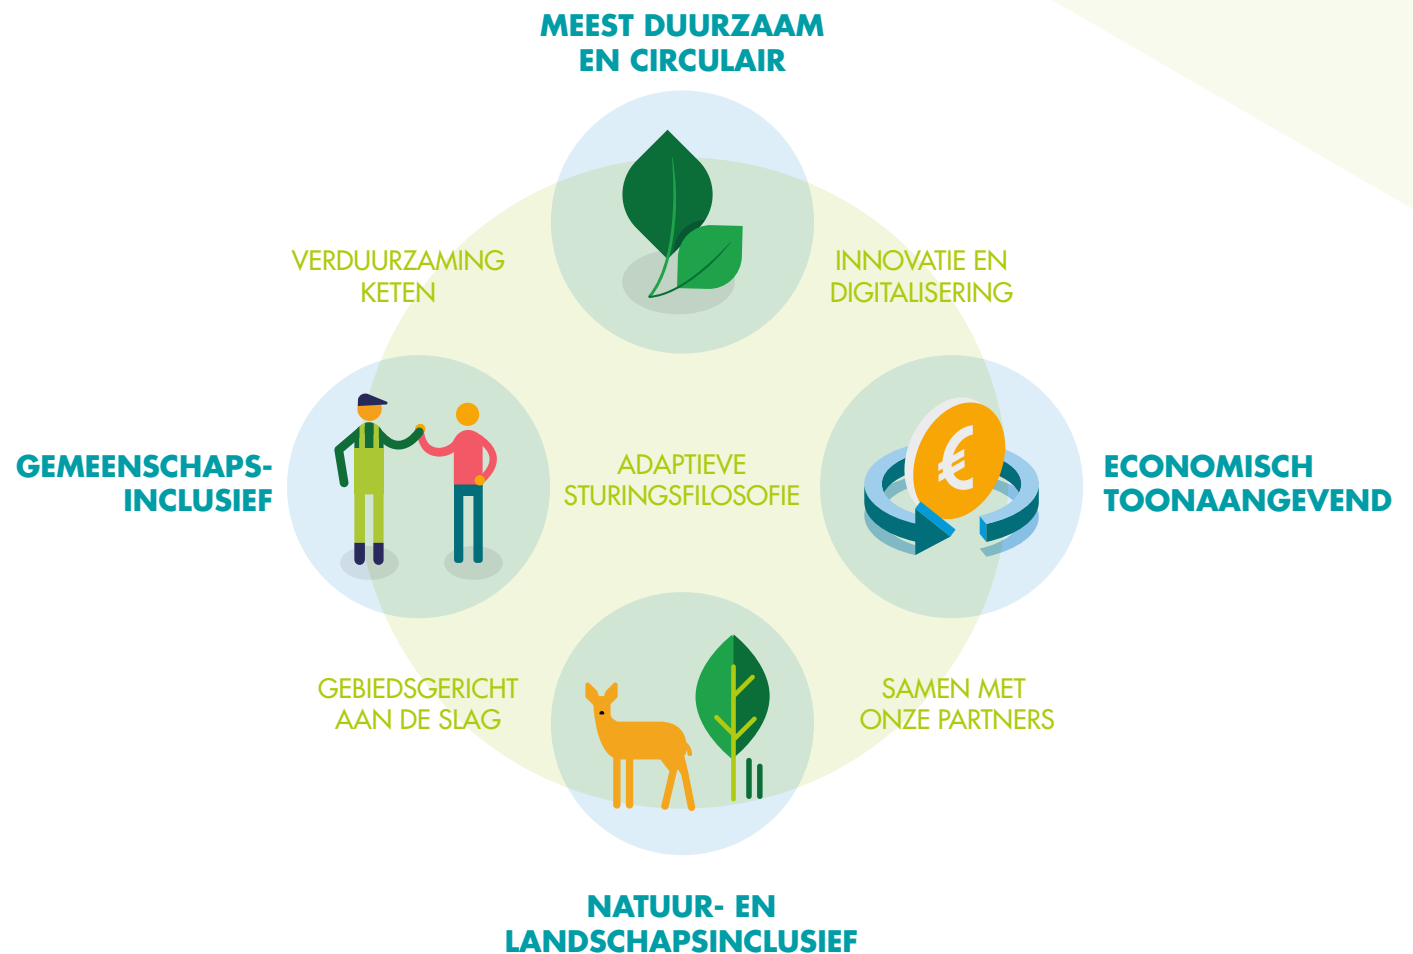 MEEST DUURZAAM
EN CIRCULAIR
VERDUURZAMING
KETEN
INNOVATIE EN
DIGITALISERING
GEMEENSCHAPS-
INCLUSIEF
ADAPTIEVE
STURINGSFILOSOFIE
€
ECONOMISCH
TOONAANGEVEND
GEBIEDSGERICHT
AAN DE SLAG
SAMEN MET
ONZE PARTNERS
NATUUR- EN
LANDSCHAPSINCLUSIEF